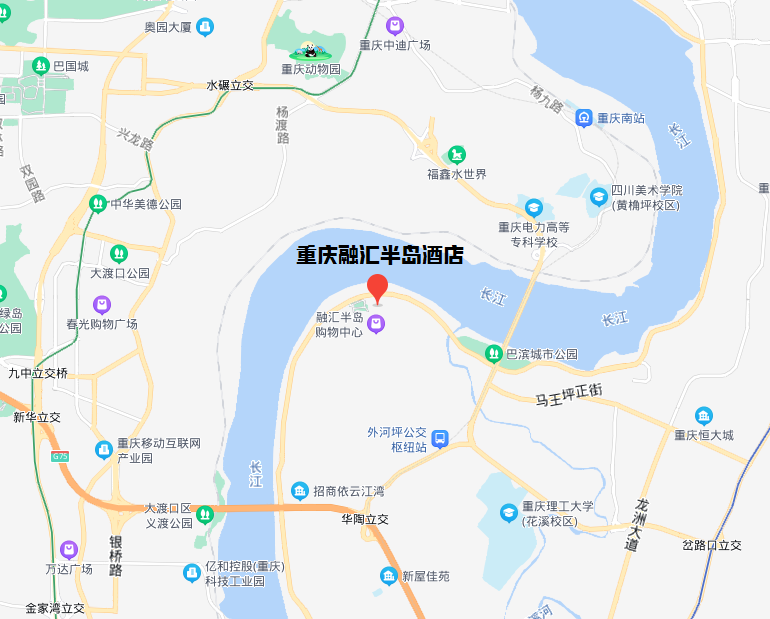 奥园大厦
重庆中迪广场
巴国城
重庆动物园
水碾立交
杨渡路
杨九路
重庆南站
长江
兴龙路
双园路
福鑫水世界
四川美术学院
(黄桷坪校区)
中华美德公园
重庆电力高等
专科学校
大渡口公园
重庆融汇半岛酒店
绿岛
公园
春光购物广场
融汇半岛
购物中心
长江
长江
巴滨城市公园
九中立交桥
马王坪正街
新华立交
外河坪公交
枢纽站
重庆恒大城
重庆移动互联网
产业园
G75
长江
招商依云江湾
大渡口区
义渡公园
华陶立交
重庆理工大学
(花溪校区)
龙洲大道
岔路口立交
银桥路
万达广场
亿和控股(重庆)
科技工业园
新屋佳苑
金家湾立交
溪河